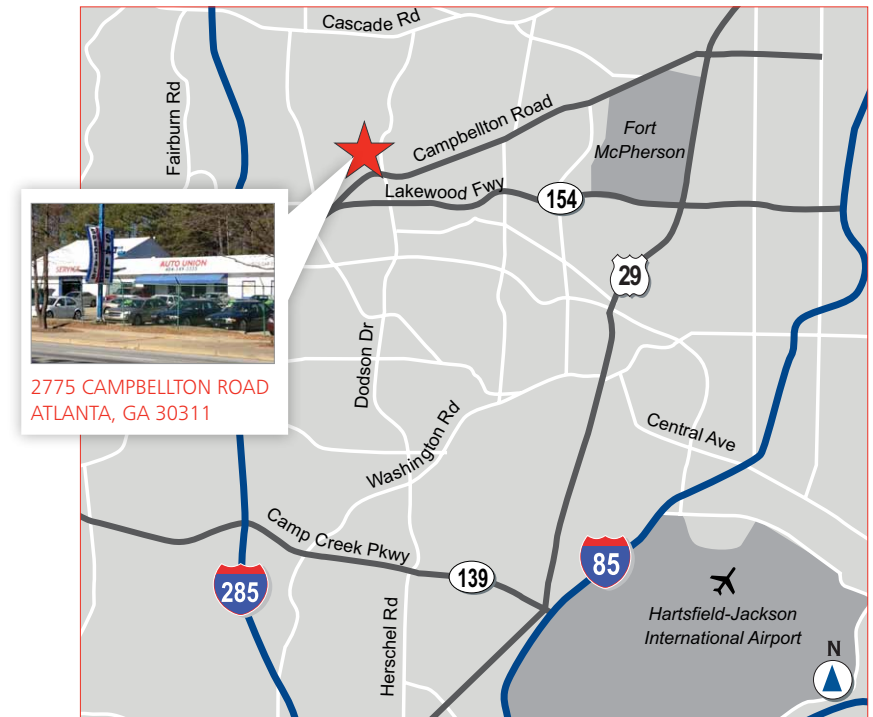 Cascade Rd
Fairburn Rd
Campbellton Road
Fort
McPherson
Lakewood Fwy
154
29
SALE
SERVICE
AUTO UNION
2775 CAMPBELLTON ROAD
ATLANTA, GA 30311
Dodson Dr
Washington Rd
Central Ave
Camp Creek Pkwy
139
85
285
Herschel Rd
Hartsfield-Jackson
International Airport
N